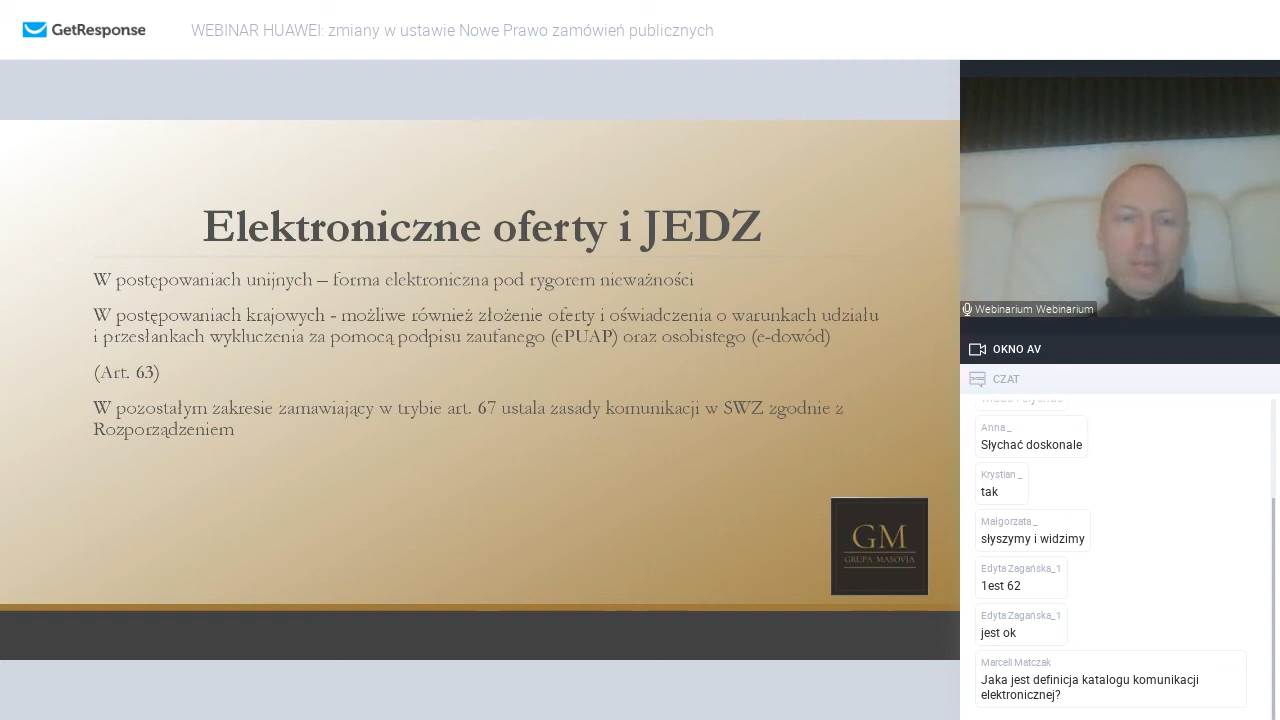 GetResponse
WEBINAR HUAWEI: zmiany w ustawie Nowe Prawo zamówień publicznych
Elektroniczne oferty i JEDZ
W postępowaniach unijnych – forma elektroniczna pod rygorem nieważności
W postępowaniach krajowych - możliwe również złożenie oferty i oświadczenia o warunkach udziału
i przesłankach wykluczenia za pomocą podpisu zaufanego (ePUAP) oraz osobistego (e-dowód)
(Art. 63)
W pozostałym zakresie zamawiający w trybie art. 67 ustala zasady komunikacji w SWZ zgodnie z
Rozporządzeniem
GM
GRUPA MASOVIA
Webinarium Webinarium
OKNO AV
CZAT
Anna _
Słychać doskonale
Krystian _
tak
Małgorzata _
słyszymy i widzimy
Edyta Zagańska_1
1est 62
Edyta Zagańska_1
jest ok
Marceli Matczak
Jaka jest definicja katalogu komunikacji
elektronicznej?